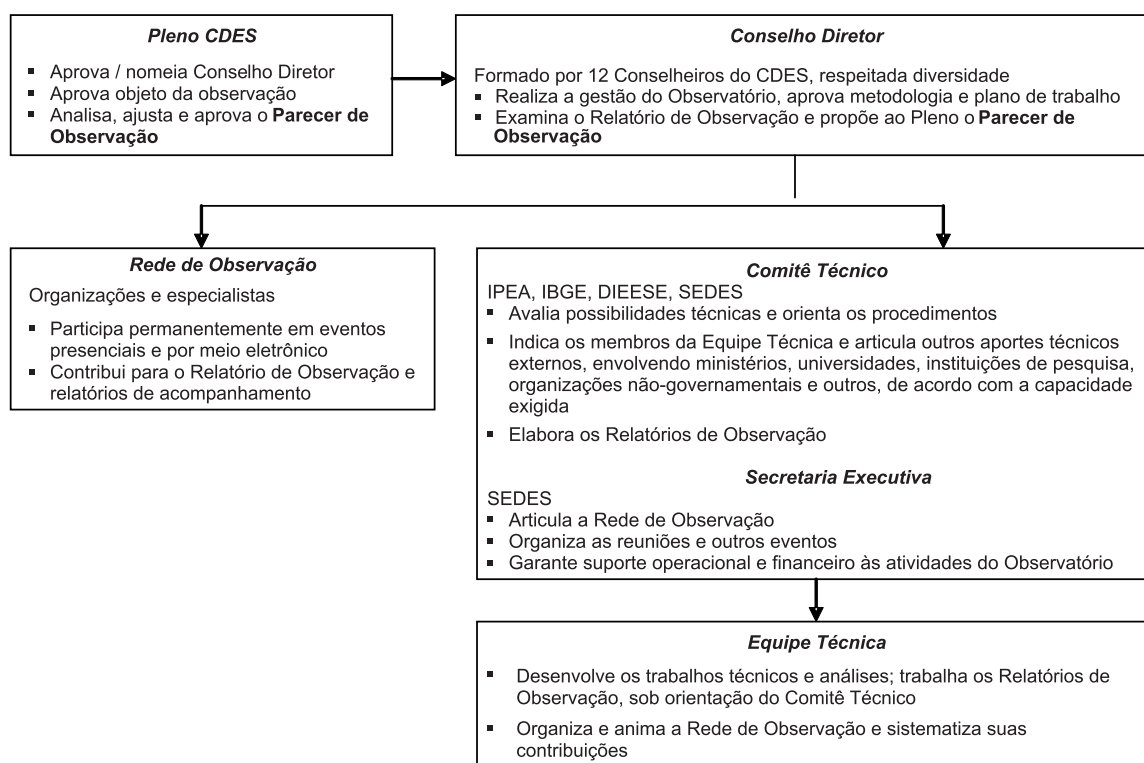 Pleno CDES
▪ Aprova / nomeia Conselho Diretor
▪ Aprova objeto da observação
▪ Analisa, ajusta e aprova o Parecer de
Observação
Conselho Diretor
Formado por 12 Conselheiros do CDES, respeitada diversidade
▪ Realiza a gestão do Observatório, aprova metodologia e plano de trabalho
▪ Examina o Relatório de Observação e propõe ao Pleno o Parecer de
Observação
Rede de Observação
Organizações e especialistas
▪ Participa permanentemente em eventos
presenciais e por meio eletrônico
▪ Contribui para o Relatório de Observação e
relatórios de acompanhamento
Comitê Técnico
IPEA, IBGE, DIEESE, SEDES
▪ Avalia possibilidades técnicas e orienta os procedimentos
▪ Indica os membros da Equipe Técnica e articula outros aportes técnicos
externos, envolvendo ministérios, universidades, instituições de pesquisa,
organizações não-governamentais e outros, de acordo com a capacidade
exigida
▪ Elabora os Relatórios de Observação
Secretaria Executiva
SEDES
▪ Articula a Rede de Observação
▪ Organiza as reuniões e outros eventos
▪ Garante suporte operacional e financeiro às atividades do Observatório
Equipe Técnica
▪ Desenvolve os trabalhos técnicos e análises; trabalha os Relatórios de
Observação, sob orientação do Comitê Técnico
▪ Organiza e anima a Rede de Observação e sistematiza suas
contribuições